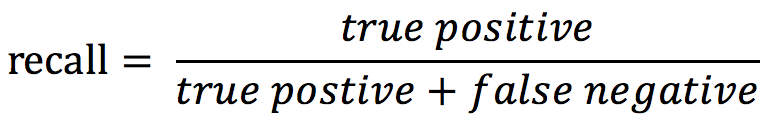 true positive
recall =
true postive + false negative